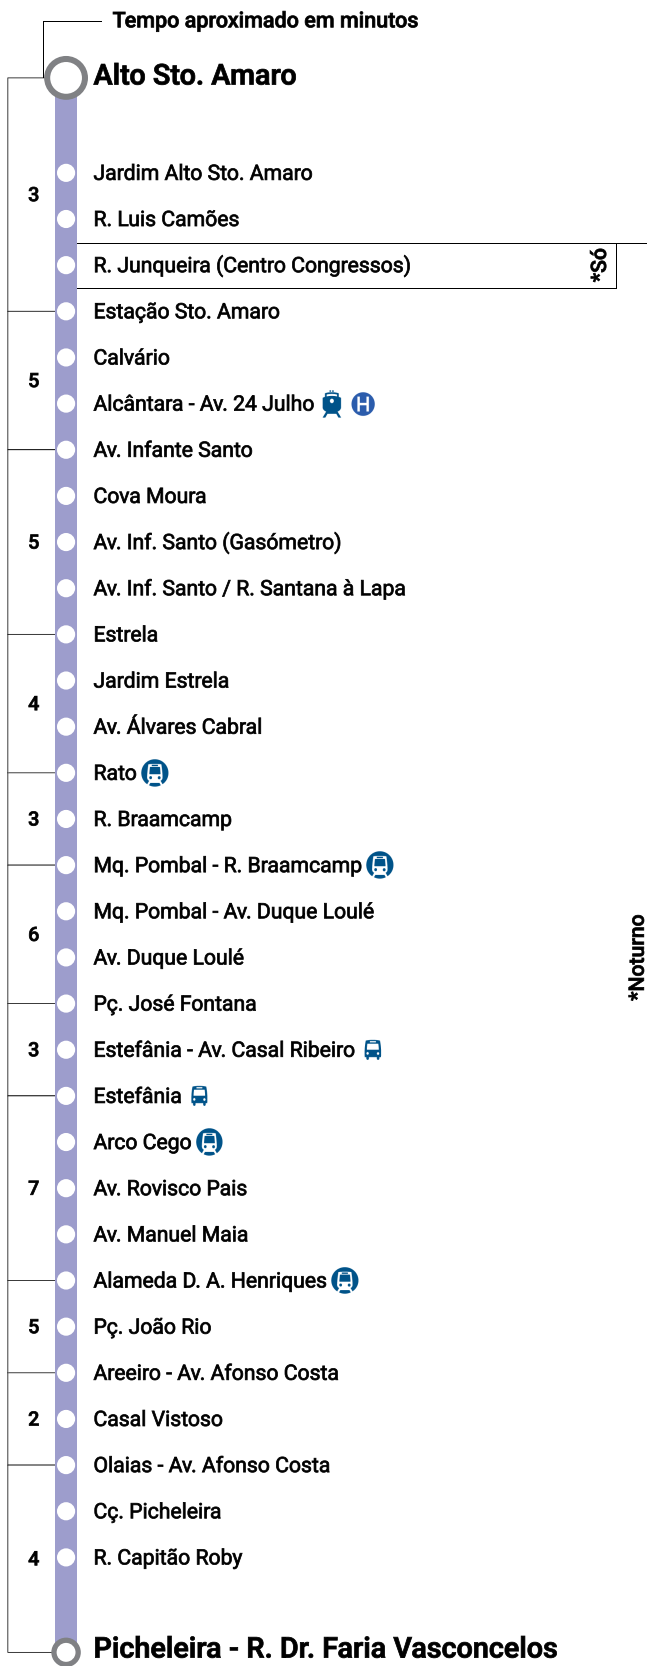 Tempo aproximado em minutos
Alto Sto. Amaro
Jardim Alto Sto. Amaro
3
R. Luis Camões
R. Junqueira (Centro Congressos)
*Só
Estação Sto. Amaro
Calvário
5
Alcântara - Av. 24 Julho H
Av. Infante Santo
Cova Moura
5 Av. Inf. Santo (Gasómetro)
Av. Inf. Santo / R. Santana à Lapa
Estrela
Jardim Estrela
4
Av. Álvares Cabral
Rato
3 R. Braamcamp
Mq. Pombal - R. Braamcamp
Mq. Pombal - Av. Duque Loulé
6
Av. Duque Loulé
*Noturno
Pç. José Fontana
3 Estefânia - Av. Casal Ribeiro
Estefânia
Arco Cego
7 Av. Rovisco Pais
Av. Manuel Maia
Alameda D. A. Henriques
5 Pç. João Rio
Areeiro - Av. Afonso Costa
2 Casal Vistoso
Olaias - Av. Afonso Costa
Cç. Picheleira
4 R. Capitão Roby
Picheleira - R. Dr. Faria Vasconcelos